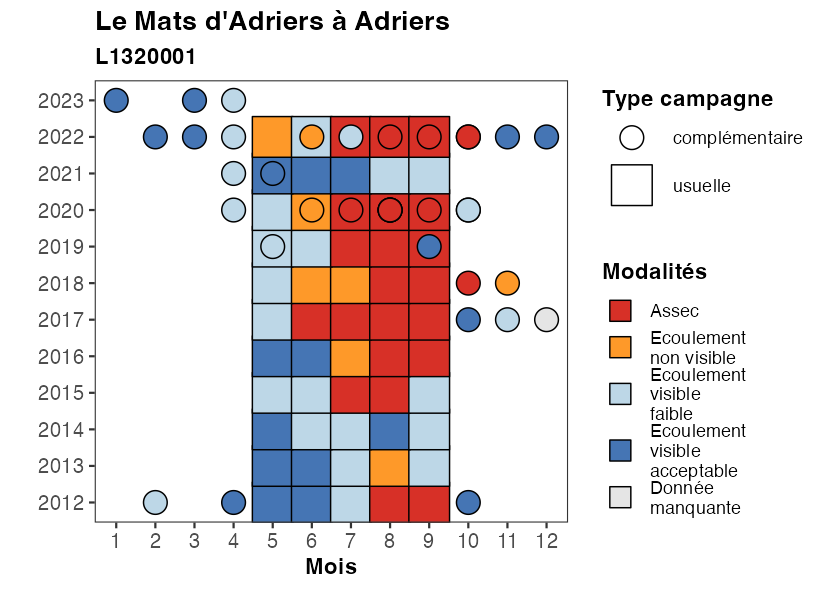 Le Mats d'Adriers à Adriers
L1320001
2023
2022
2021
2020
2019
2018
2017
2016
2015
2014
2013
2012
1 2 3 4 5 6 7 8 9 10 11 12
Mois
Type campagne
complémentaire
usuelle
Modalités
Assec
Ecoulement
non visible
Ecoulement
visible
faible
Ecoulement
visible
acceptable
Donnée
manquante